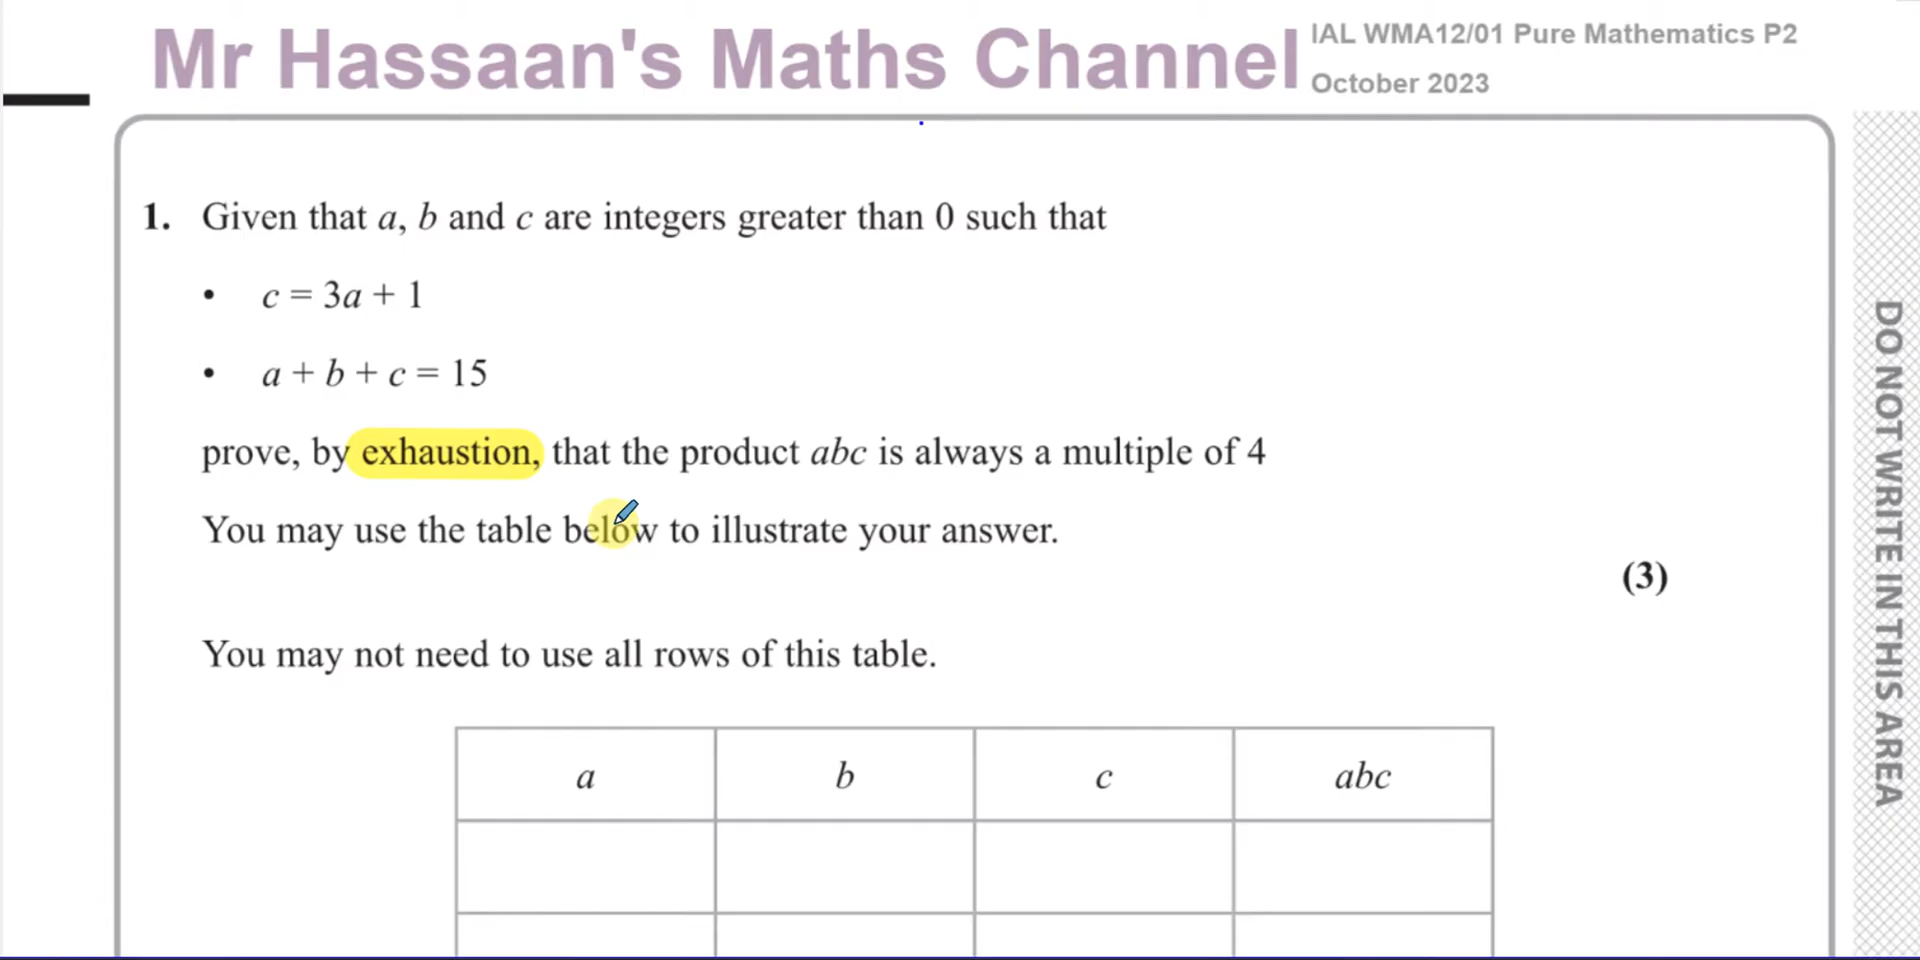 Mr Hassaan's Maths Channel
IAL WMA12/01 Pure Mathematics P2
October 2023
1. Given that a, b and c are integers greater than 0 such that
• c = 3a + 1
• a + b + c = 15
prove, by exhaustion, that the product abc is always a multiple of 4
You may use the table below to illustrate your answer.
(3)
You may not need to use all rows of this table.
a b c abc
DO NOT WRITE IN THIS AREA